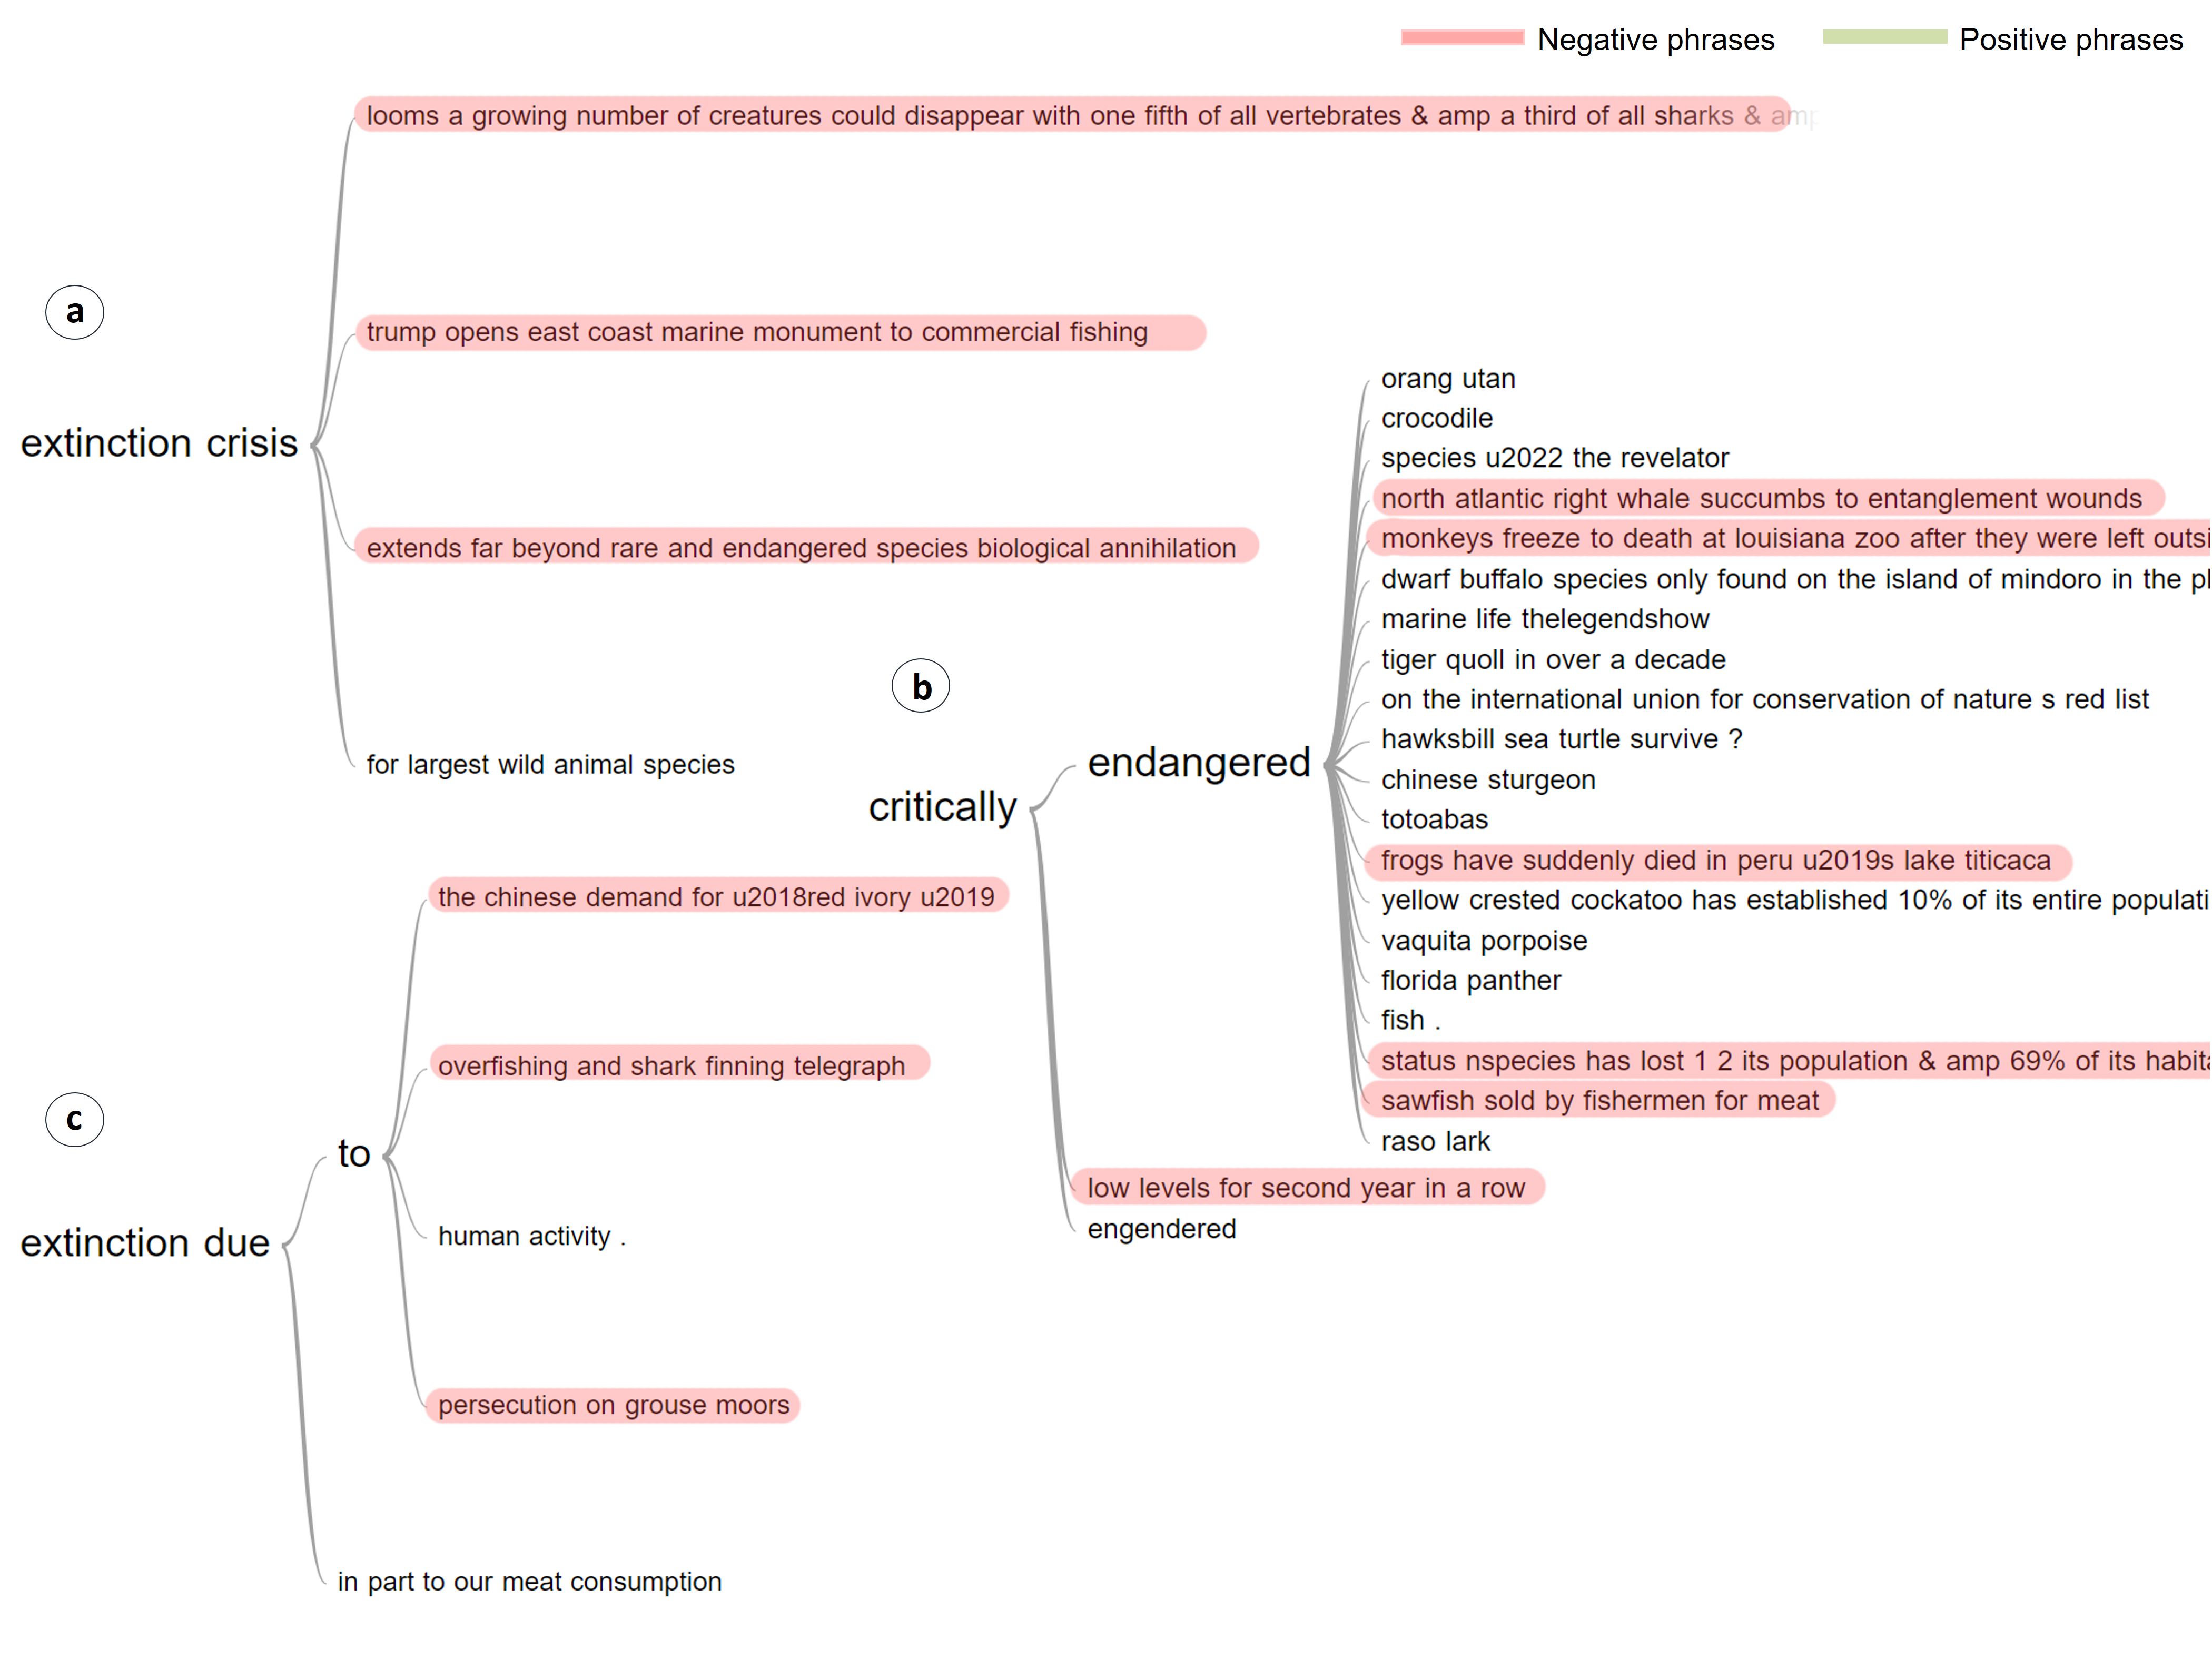 Negative phrases
Positive phrases
a
extinction crisis
looms a growing number of creatures could disappear with one fifth of all vertebrates & amp a third of all sharks & amp
trump opens east coast marine monument to commercial fishing
extends far beyond rare and endangered species biological annihilation
for largest wild animal species
b
critically
endangered
orang utan
crocodile
species u2022 the revelator
north atlantic right whale succumbs to entanglement wounds
monkeys freeze to death at louisiana zoo after they were left outsi
dwarf buffalo species only found on the island of mindoro in the pl
marine life thelegendshow
tiger quoll in over a decade
on the international union for conservation of nature s red list
hawksbill sea turtle survive ?
chinese sturgeon
totoabas
frogs have suddenly died in peru u2019s lake titicaca
yellow crested cockatoo has established 10% of its entire populati
vaquita porpoise
florida panther
fish .
status nspecies has lost 1 2 its population & amp 69% of its habita
sawfish sold by fishermen for meat
raso lark
low levels for second year in a row
engendered
c
extinction due
to
the chinese demand for u2018red ivory u2019
overfishing and shark finning telegraph
human activity .
persecution on grouse moors
in part to our meat consumption